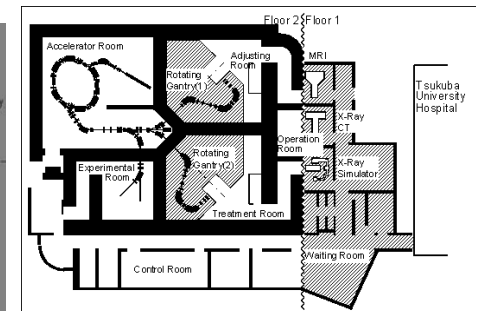 Floor 2 Floor 1
Accelerator Room
Adjusting
Room
MRI
Rotating
Gantry(1)
Tsukuba
University
Hospital
X-Ray
CT
Operation
Room
Rotating
Gantry(2)
X-Ray
Simulator
Experimental
Room
Treatment Room
Waiting Room
Control Room